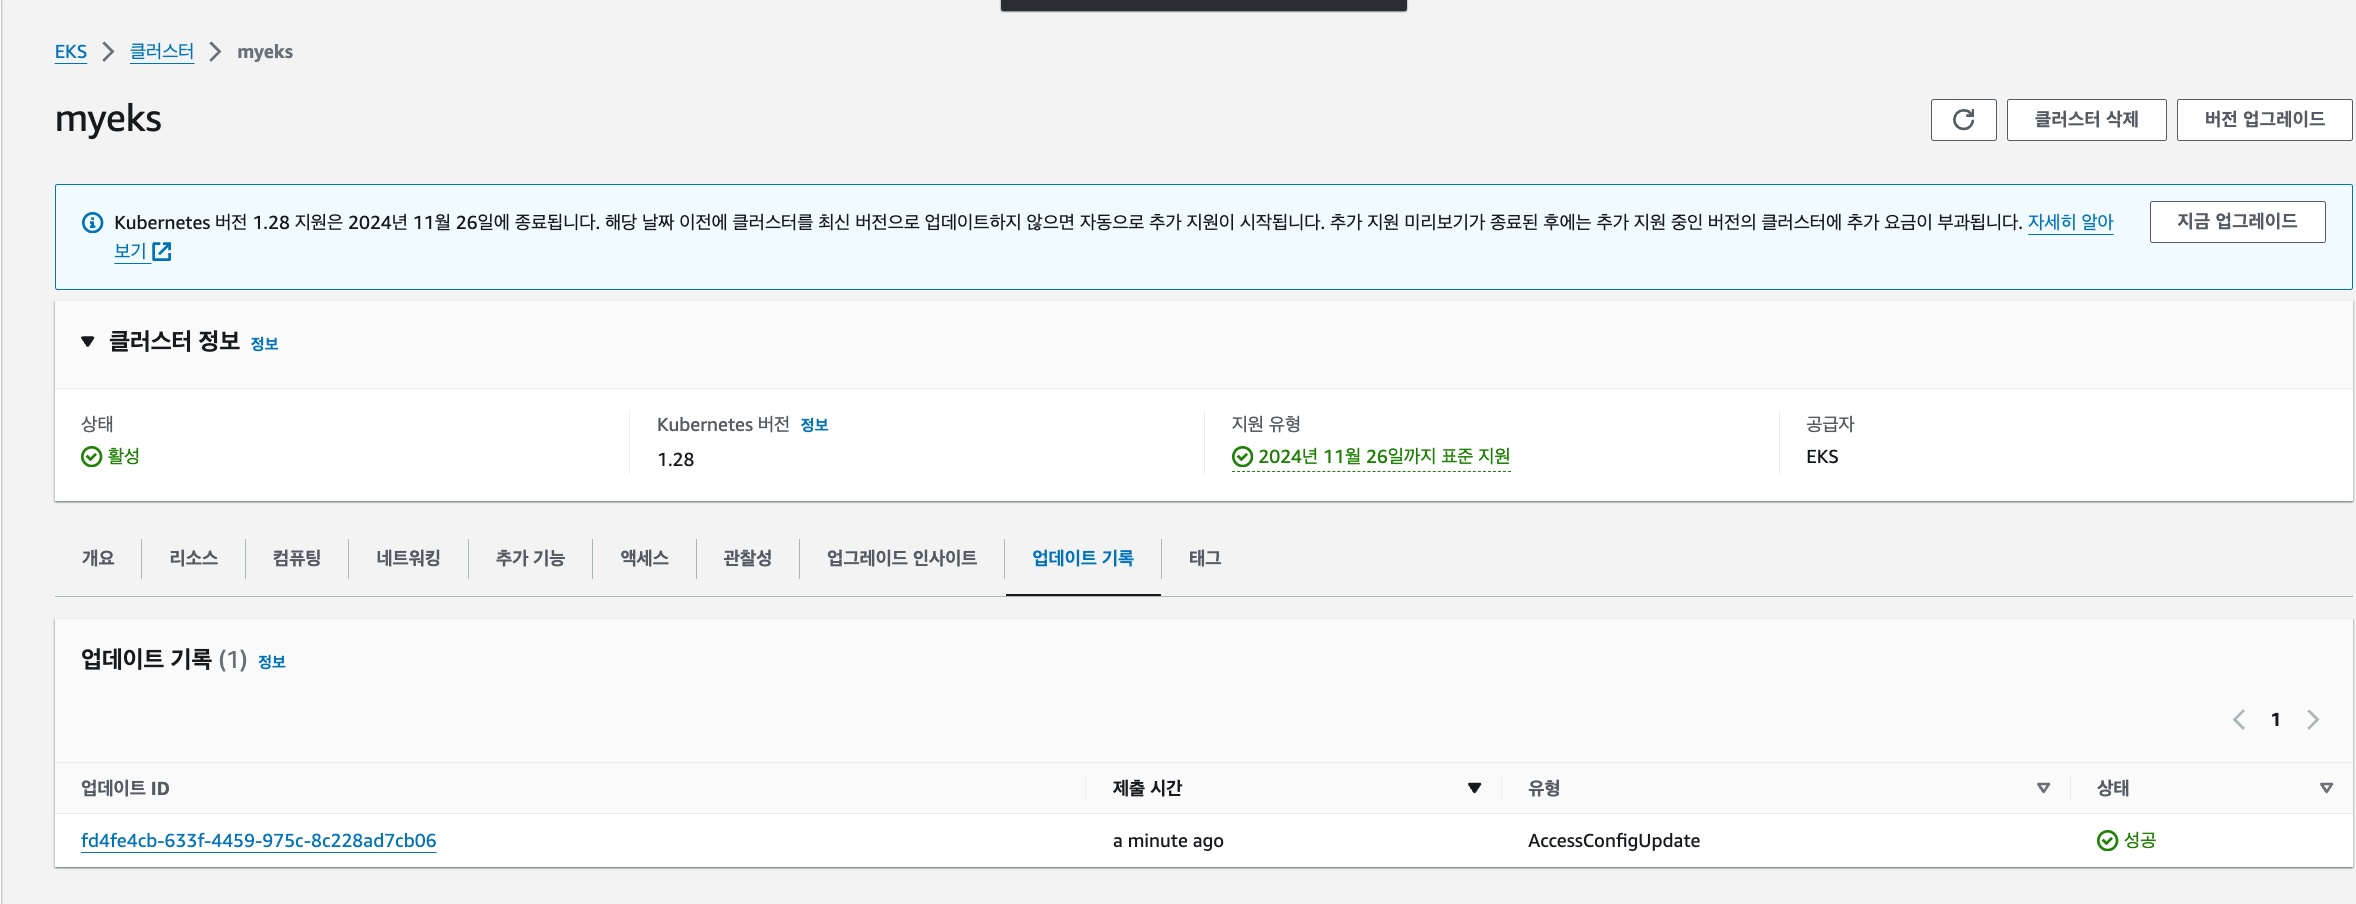 EKS > 클러스터 > myeks
myeks
클러스터 삭제
버전 업그레이드
Kubernetes 버전 1.28 지원은 2024년 11월 26일에 종료됩니다. 해당 날짜 이전에 클러스터를 최신 버전으로 업데이트하지 않으면 자동으로 추가 지원이 시작됩니다. 추가 지원 미리보기가 종료된 후에는 추가 지원 중인 버전의 클러스터에 추가 요금이 부과됩니다. 자세히 알아
보기
지금 업그레이드
클러스터 정보 정보
상태
활성
Kubernetes 버전 정보
1.28
지원 유형
2024년 11월 26일까지 표준 지원
공급자
EKS
개요 리소스 컴퓨팅 네트워킹 추가 기능 액세스 관찰성 업그레이드 인사이트 업데이트 기록 태그
업데이트 기록 (1) 정보
1
업데이트 ID 제출 시간 유형 상태
fd4fe4cb-633f-4459-975c-8c228ad7cb06 a minute ago AccessConfigUpdate 성공